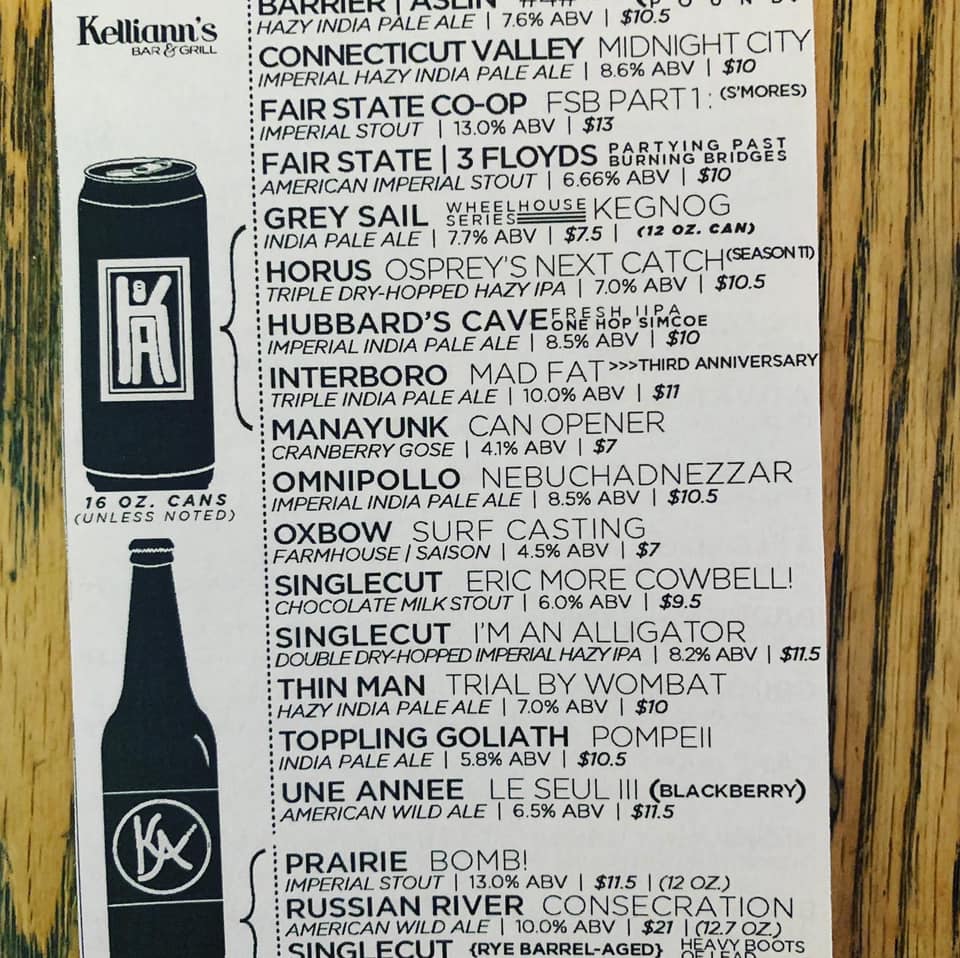 Kelliann's
BAR & GRILL
BARRIER | ASLIN
HAZY INDIA PALE ALE | 7.6% ABV | $10.5
CONNECTICUT VALLEY MIDNIGHT CITY
IMPERIAL HAZY INDIA PALE ALE | 8.6% ABV | $10
FAIR STATE CO-OP FSB PART 1: (S'MORES)
IMPERIAL STOUT | 13.0% ABV | $13
FAIR STATE | 3 FLOYDS PARTYING PAST
BURNING BRIDGES
AMERICAN IMPERIAL STOUT | 6.66% ABV | $10
GREY SAIL WHEELHOUSE SERIES KEGNOG
INDIA PALE ALE | 7.7% ABV | $7.5 | (12 OZ. CAN)
HORUS OSPREY'S NEXT CATCH (SEASON 11)
TRIPLE DRY-HOPPED HAZY IPA | 7.0% ABV | $10.5
HUBBARD'S CAVE FRESH IIPA
ONE HOP SIMCOE
IMPERIAL INDIA PALE ALE | 8.5% ABV | $10
INTERBORO MAD FAT >>>THIRD ANNIVERSARY
TRIPLE INDIA PALE ALE | 10.0% ABV | $11
MANAYUNK CAN OPENER
CRANBERRY GOSE | 4.1% ABV | $7
OMNIPOLLO NEBUCHADNEZZAR
IMPERIAL INDIA PALE ALE | 8.5% ABV | $10.5
OXBOW SURF CASTING
FARMHOUSE / SAISON | 4.5% ABV | $7
SINGLECUT ERIC MORE COWBELL!
CHOCOLATE MILK STOUT | 6.0% ABV | $9.5
SINGLECUT I'M AN ALLIGATOR
DOUBLE DRY-HOPPED IMPERIAL HAZY IPA | 8.2% ABV | $11.5
THIN MAN TRIAL BY WOMBAT
HAZY INDIA PALE ALE | 7.0% ABV | $10
TOPPLING GOLIATH POMPEII
INDIA PALE ALE | 5.8% ABV | $10.5
UNE ANNEE LE SEUL III (BLACKBERRY)
AMERICAN WILD ALE | 6.5% ABV | $11.5
PRAIRIE BOMB!
IMPERIAL STOUT | 13.0% ABV | $11.5 | (12 OZ.)
RUSSIAN RIVER CONSECRATION
AMERICAN WILD ALE | 10.0% ABV | $21 | (12.7 OZ.)
SINGLECUT {RYE BARREL-AGED} HEAVY BOOTS
OF LEAD
KA
16 OZ. CANS
(UNLESS NOTED)
KA